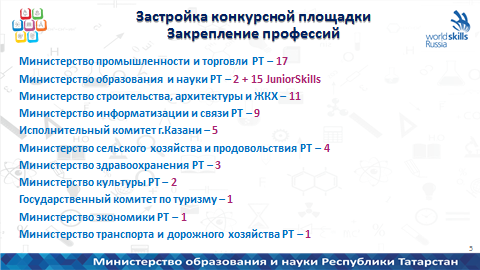 Застройка конкурсной площадки
Закрепление профессий
worldskills
Russia
Министерство промышленности и торговли РТ – 17
Министерство образования и науки РТ – 2 + 15 JuniorSkills
Министерство строительства, архитектуры и ЖКХ – 11
Министерство информатизации и связи РТ – 9
Исполнительный комитет г.Казани – 5
Министерство сельского хозяйства и продовольствия РТ – 4
Министерство здравоохранения РТ – 3
Министерство культуры РТ – 2
Государственный комитет по туризму – 1
Министерство экономики РТ – 1
Министерство транспорта и дорожного хозяйства РТ – 1
5
Министерство образования и науки Республики Татарстан